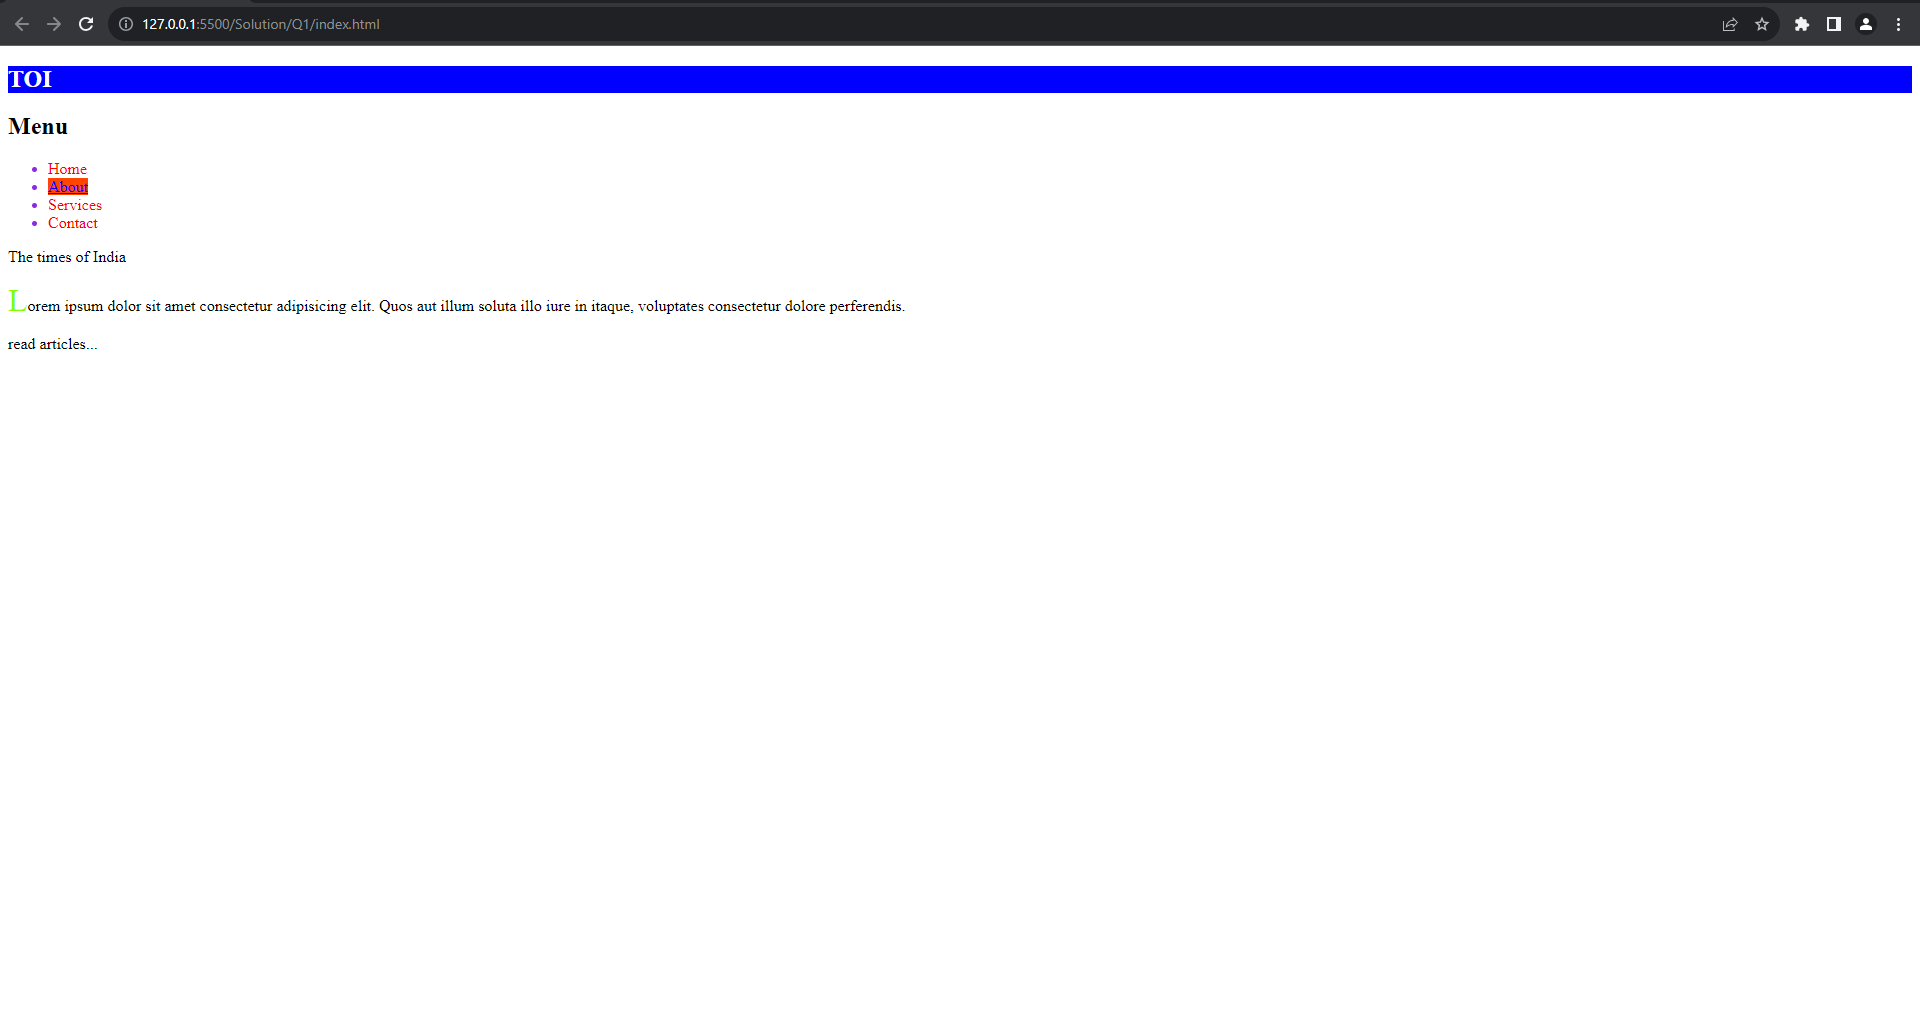 127.0.0.1:5500/Solution/Q1/index.html
TOI
Menu
Home
About
Services
Contact
The times of India
Lorem ipsum dolor sit amet consectetur adipisicing elit. Quos aut illum soluta illo iure in itaque, voluptates consectetur dolore perferendis.
read articles...